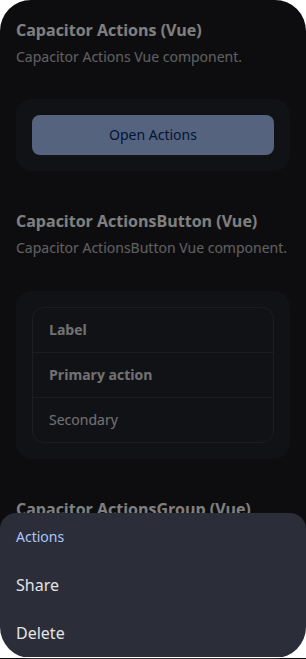 Capacitor Actions (Vue)
Capacitor Actions Vue component.
Open Actions
Capacitor ActionsButton (Vue)
Capacitor ActionsButton Vue component.
Label
Primary action
Secondary
Capacitor ActionsGroup (Vue)
Actions
Share
Delete